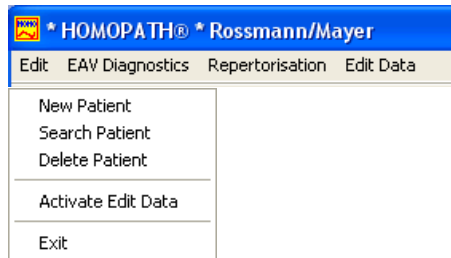 * HOMOPATH® * Rossmann/Mayer
Edit EAV Diagnostics Repertorisation Edit Data
New Patient
Search Patient
Delete Patient
Activate Edit Data
Exit